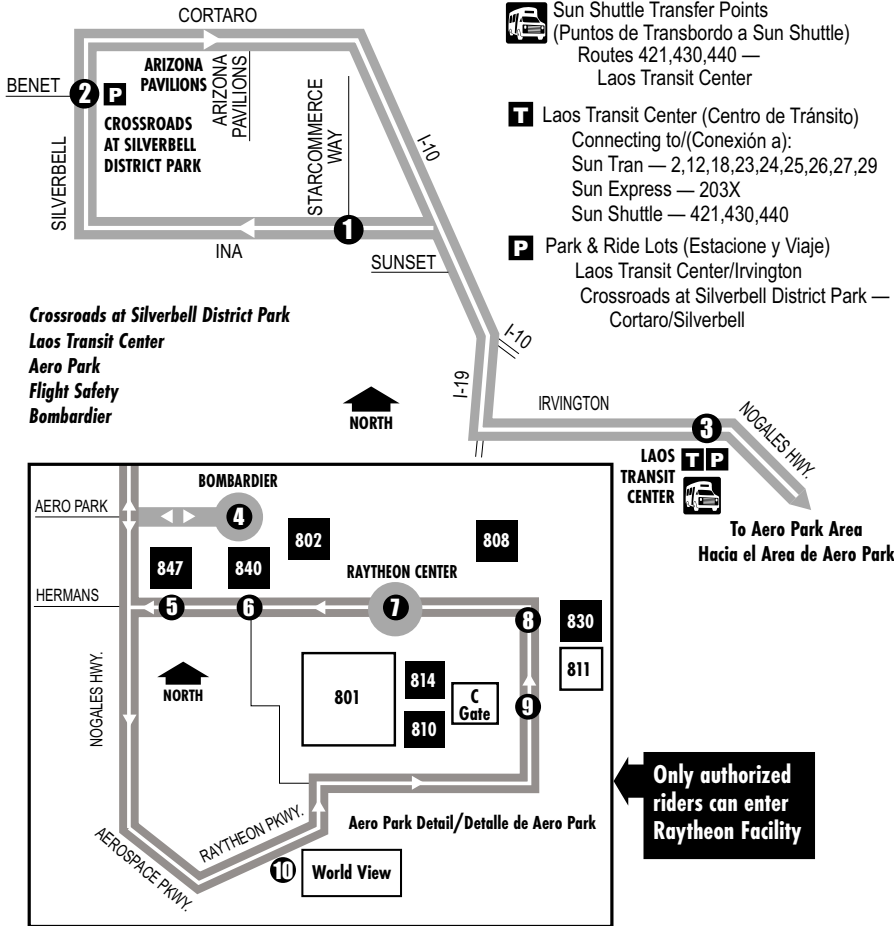 CORTARO
Sun Shuttle Transfer Points
(Puntos de Transbordo a Sun Shuttle)
Routes 421,430,440 —
Laos Transit Center
T Laos Transit Center (Centro de Tránsito)
Connecting to/(Conexión a):
Sun Tran — 2,12,18,23,24,25,26,27,29
Sun Express — 203X
Sun Shuttle — 421,430,440
P Park & Ride Lots (Estacione y Viaje)
Laos Transit Center/Irvington
Crossroads at Silverbell District Park —
Cortaro/Silverbell
ARIZONA
PAVILIONS
ARIZONA
PAVILIONS
BENET
2 P
CROSSROADS
AT SILVERBELL
DISTRICT PARK
SILVERBELL
STARCOMMERCE
WAY
I-10
1
INA
SUNSET
Crossroads at Silverbell District Park
Laos Transit Center
Aero Park
Flight Safety
Bombardier
NORTH
I-10
I-19
IRVINGTON
3
NOGALES HWY.
LAOS
TRANSIT
CENTER
T P
To Aero Park Area
Hacia el Area de Aero Park
BOMBARDIER
AERO PARK
4
802
808
847
840
RAYTHEON CENTER
HERMANS
5
6
7
8
830
811
NORTH
NOGALES HWY.
801
814
810
C
Gate
9
RAYTHEON PKWY.
AEROSPACE PKWY.
Aero Park Detail/Detalle de Aero Park
10
World View
Only authorized
riders can enter
Raytheon Facility